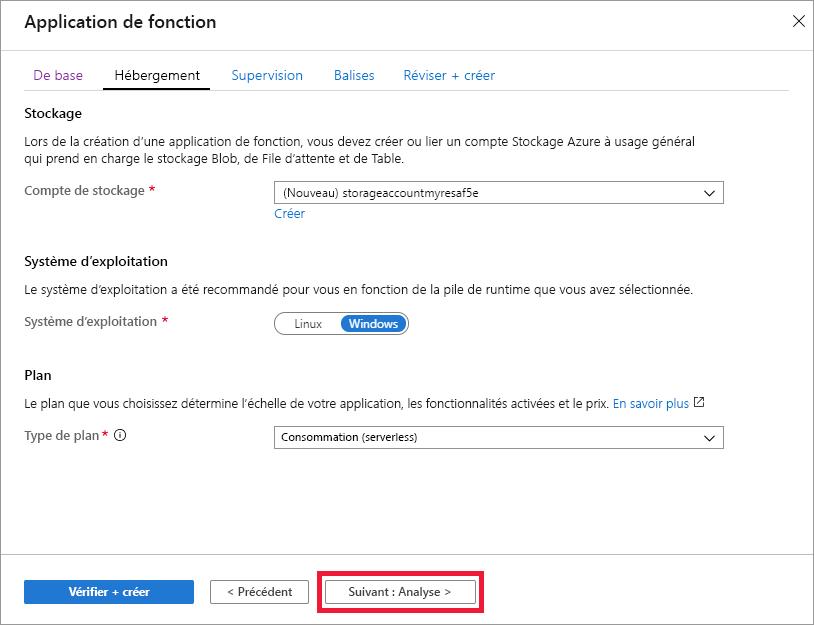 Application de fonction
De base Hébergement Supervision Balises Réviser + créer
Stockage
Lors de la création d’une application de fonction, vous devez créer ou lier un compte Stockage Azure à usage général
qui prend en charge le stockage Blob, de File d’attente et de Table.
Compte de stockage * (Nouveau) storageaccountmyresaf5e
Créer
Système d’exploitation
Le système d’exploitation a été recommandé pour vous en fonction de la pile de runtime que vous avez sélectionnée.
Système d’exploitation * Linux Windows
Plan
Le plan que vous choisissez détermine l’échelle de votre application, les fonctionnalités activées et le prix. En savoir plus
Type de plan * Consommation (serverless)
Vérifier + créer < Précédent Suivant : Analyse >